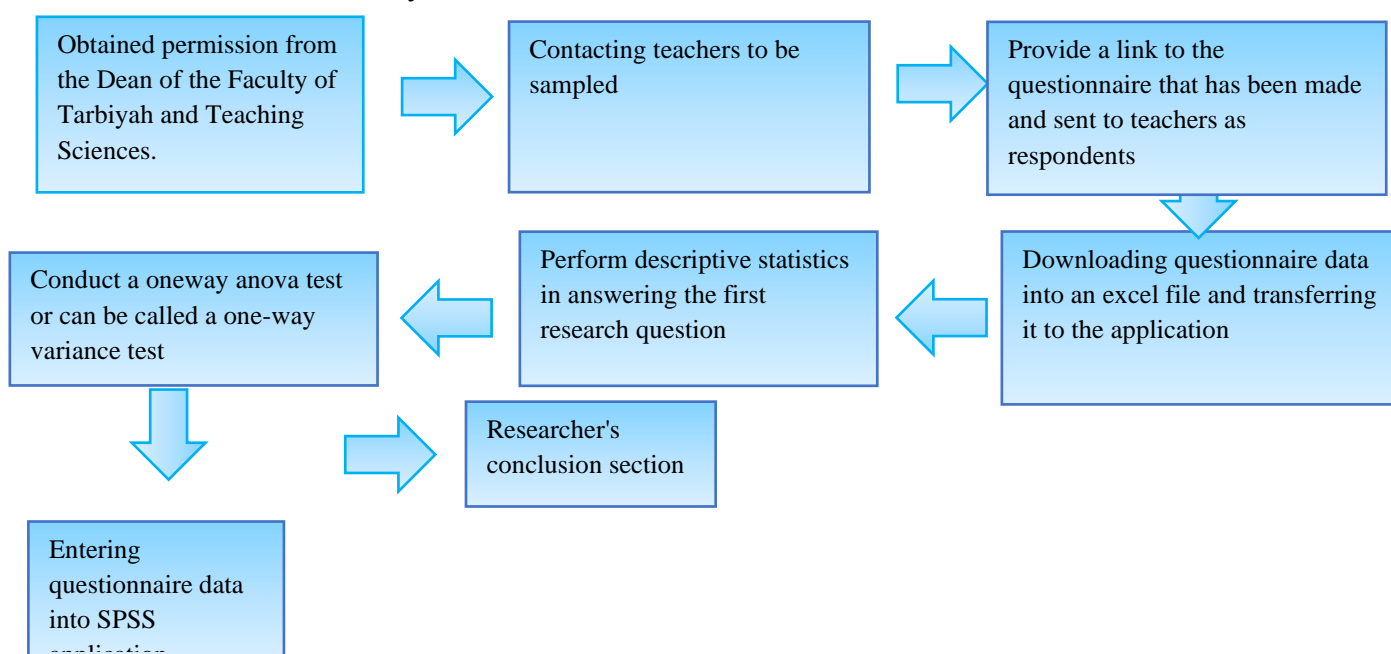 Obtained permission from
the Dean of the Faculty of
Tarbiyah and Teaching
Sciences.
Contacting teachers to be
sampled
Provide a link to the
questionnaire that has been made
and sent to teachers as
respondents
Downloading questionnaire data
into an excel file and transferring
it to the application
Perform descriptive statistics
in answering the first
research question
Conduct a oneway anova test
or can be called a one-way
variance test
Entering
questionnaire data
into SPSS
application
Researcher's
conclusion section